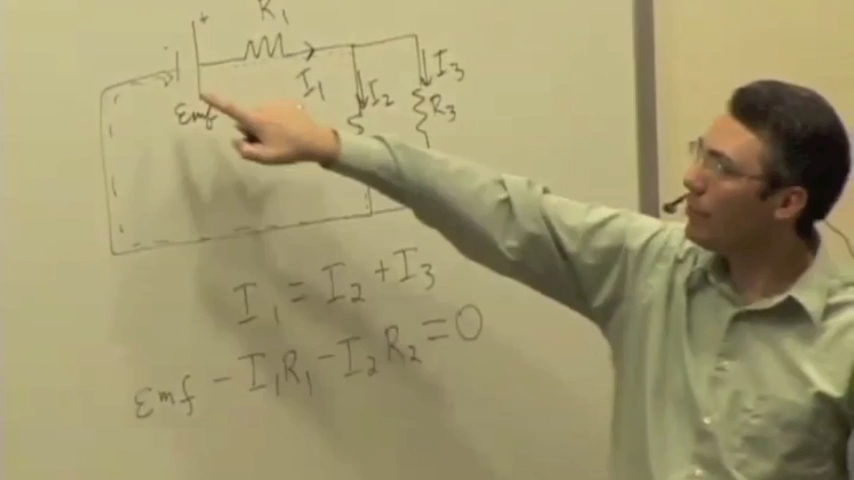 +
R₁
I₁
I₂
I₃
R₃
Emf
I₁ = I₂ + I₃
Emf - I₁R₁ - I₂R₂ = 0